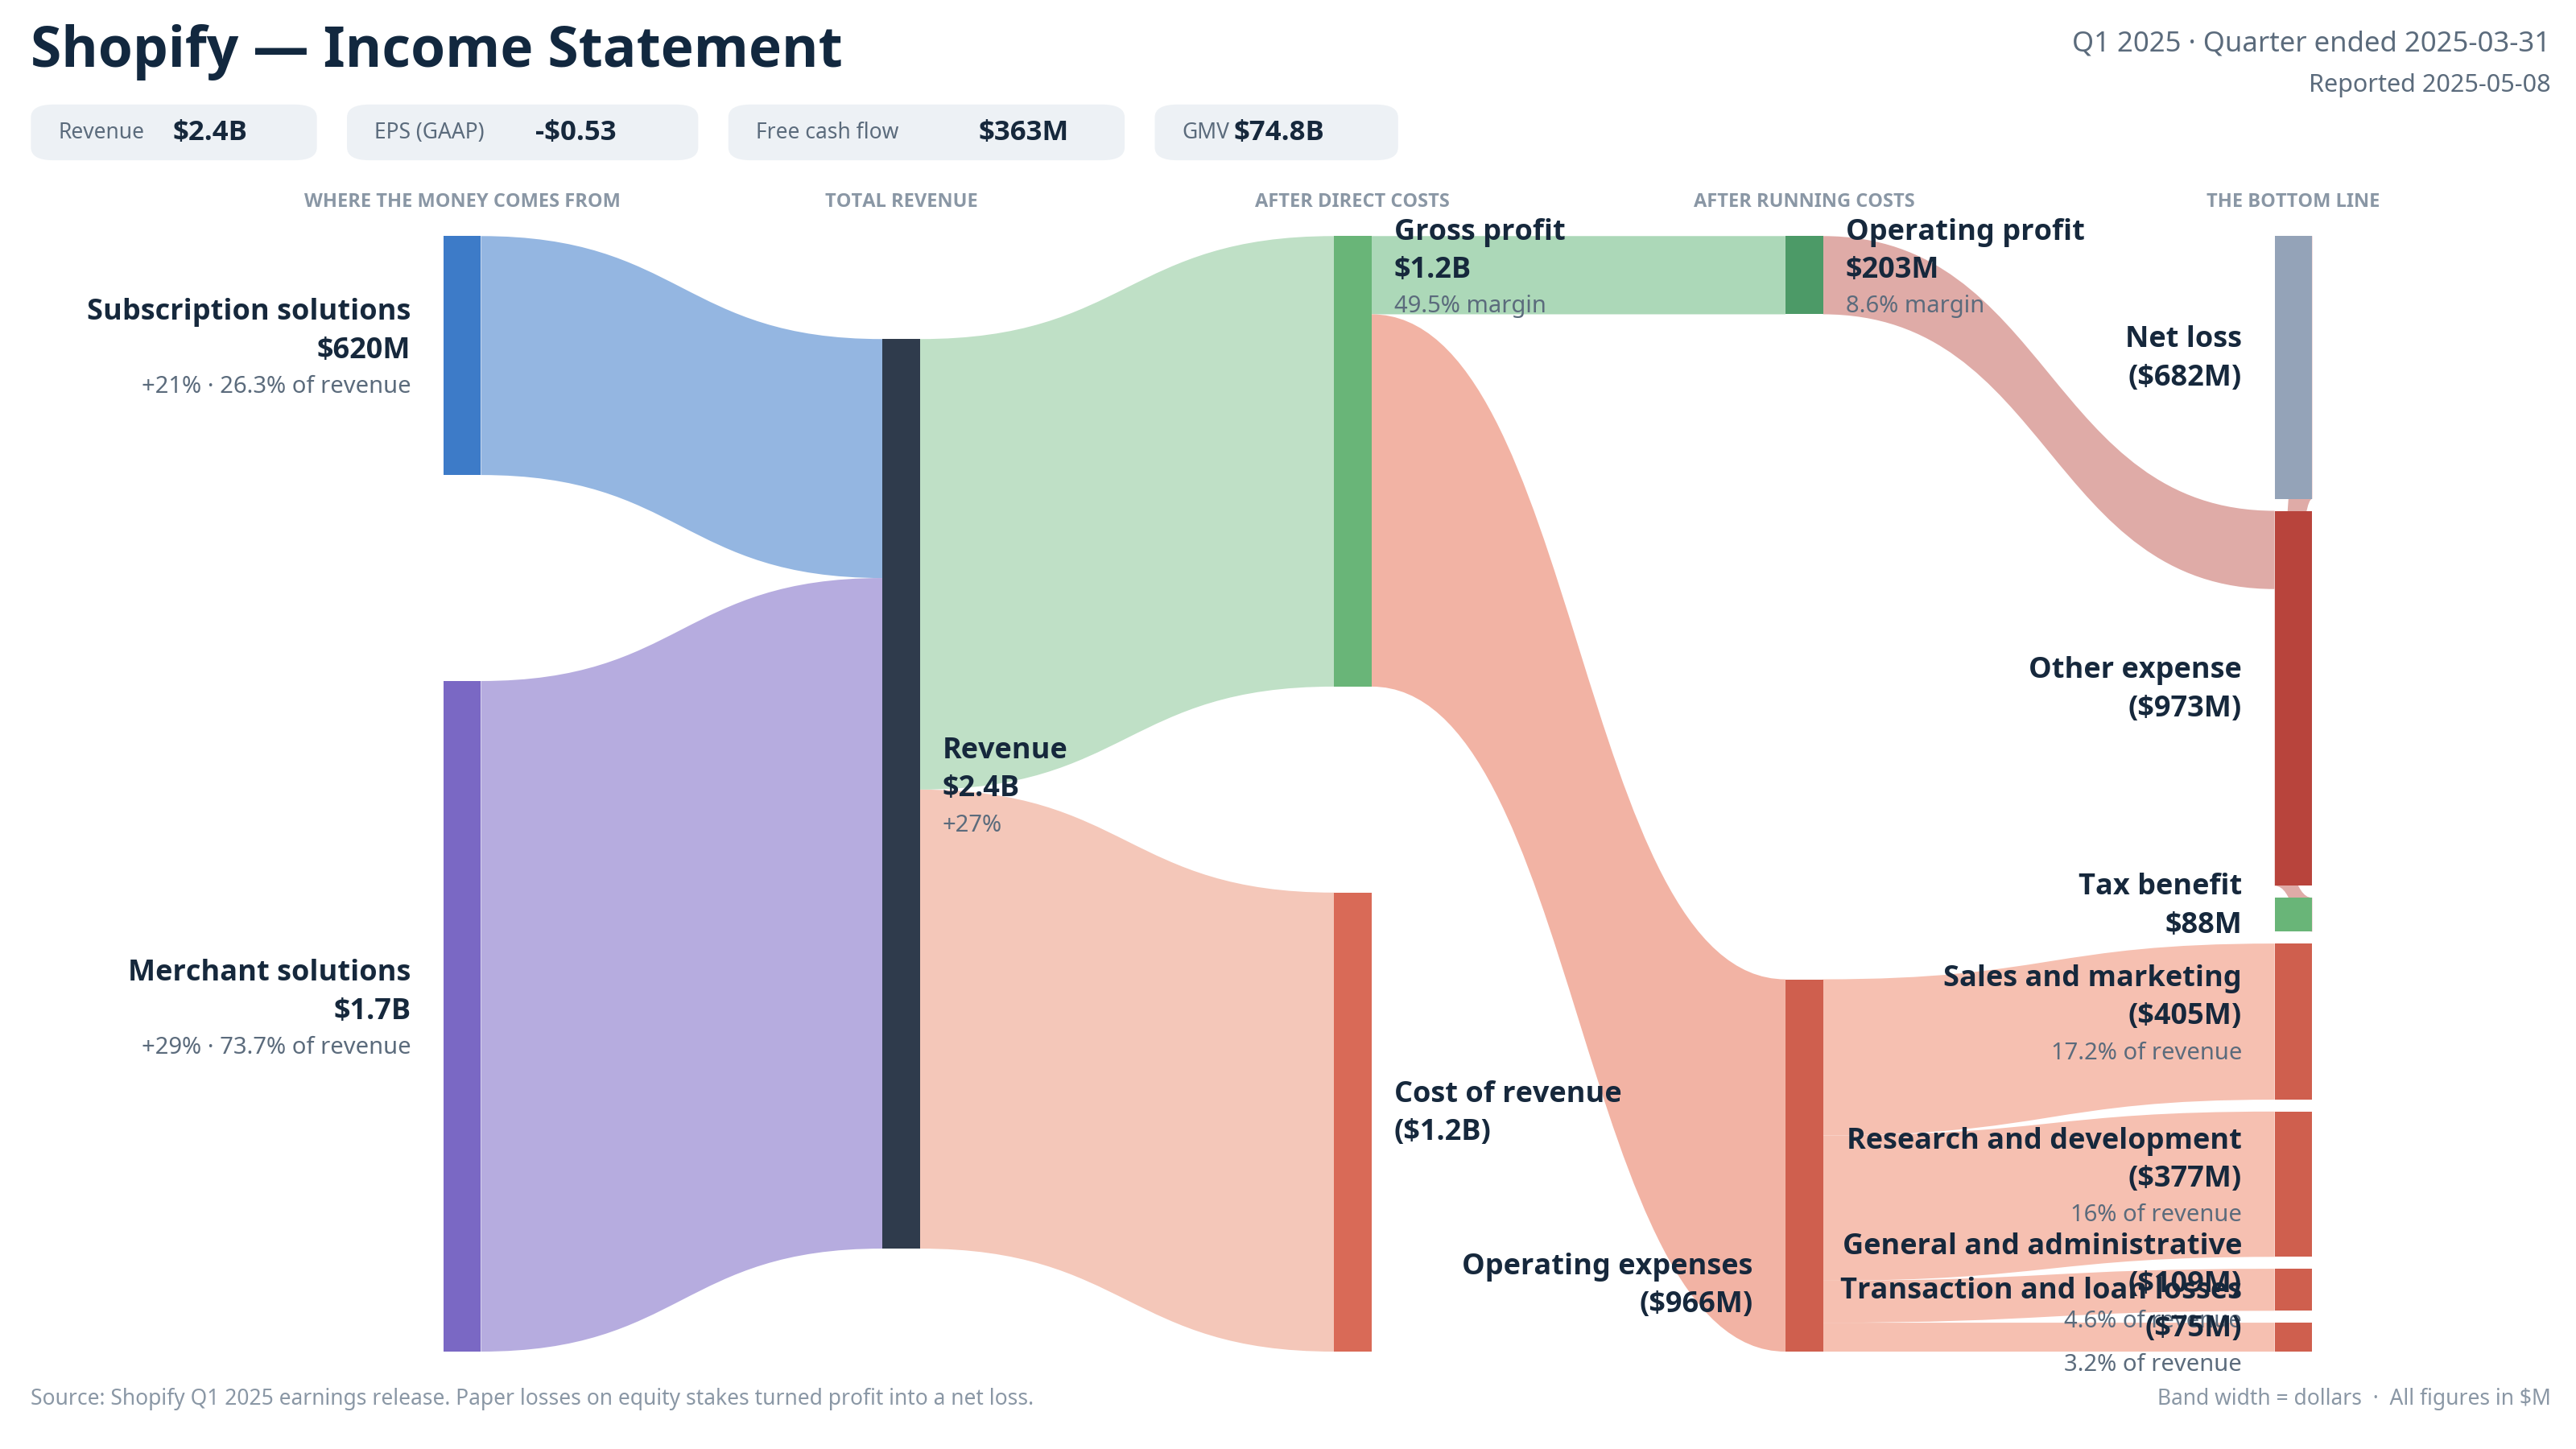 Shopify — Income Statement
Q1 2025 · Quarter ended 2025-03-31
Reported 2025-05-08
Revenue $2.4B
EPS (GAAP) -$0.53
Free cash flow $363M
GMV $74.8B
WHERE THE MONEY COMES FROM
TOTAL REVENUE
AFTER DIRECT COSTS
AFTER RUNNING COSTS
THE BOTTOM LINE
Subscription solutions
$620M
+21% · 26.3% of revenue
Merchant solutions
$1.7B
+29% · 73.7% of revenue
Revenue
$2.4B
+27%
Gross profit
$1.2B
49.5% margin
Cost of revenue
($1.2B)
Operating profit
$203M
8.6% margin
Operating expenses
($966M)
Net loss
($682M)
Other expense
($973M)
Tax benefit
$88M
Sales and marketing
($405M)
17.2% of revenue
Research and development
($377M)
16% of revenue
General and administrative
($109M)
4.6% of revenue
Transaction and loan losses
($75M)
3.2% of revenue
Source: Shopify Q1 2025 earnings release. Paper losses on equity stakes turned profit into a net loss.
Band width = dollars · All figures in $M